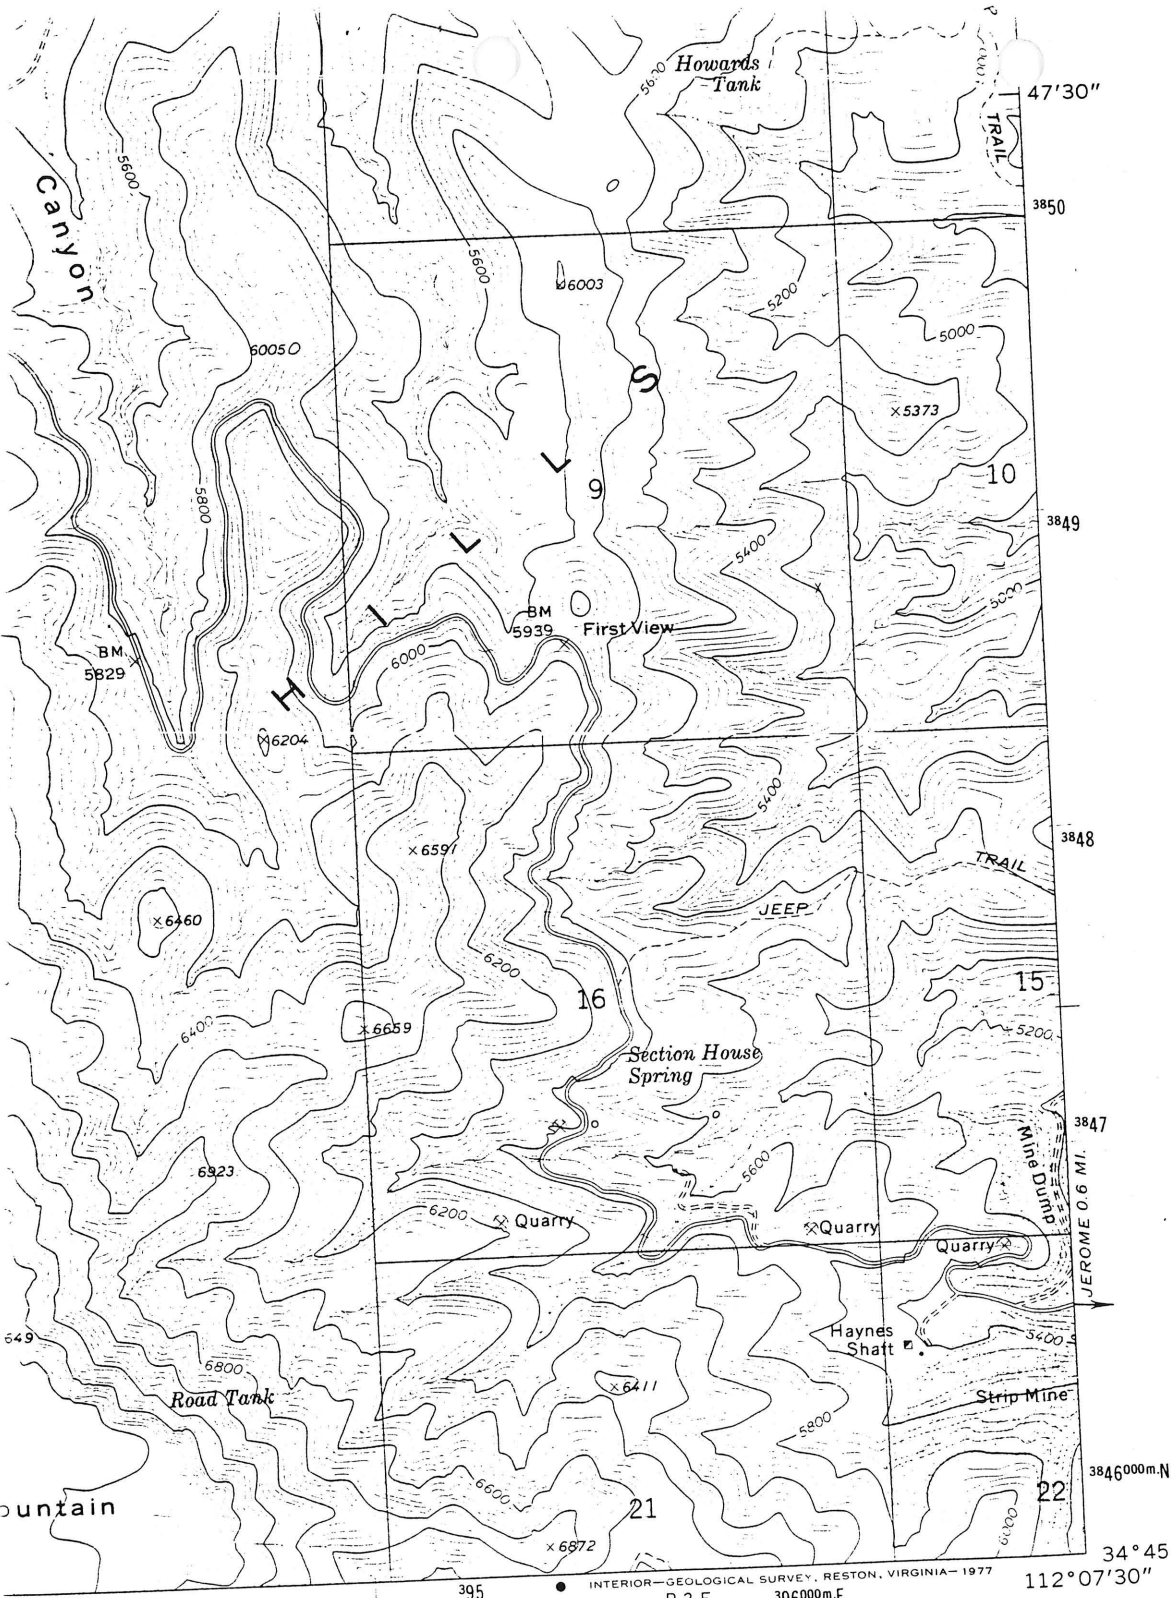 5600
Howards
Tank
47'30"
TRAIL
5600
Canyon
3850
5600
6003
5200
5000
6005
S
5373
L
9
10
5800
3849
L
5400
5000
I
BM
5939
First View
BM
5829
6000
H
6204
5400
3848
6591
TRAIL
JEEP
6460
6200
15
16
6400
6659
5200
Section House
Spring
3847
Mine Dump
5600
6923
JEROME 0.6 MI.
6200
Quarry
Quarry
Quarry
Haynes
Shaft
5400
649
6800
Road Tank
6411
Strip Mine
5800
3846000m.N
6600
22
untain
21
6000
6872
34°45
INTERIOR—GEOLOGICAL SURVEY, RESTON, VIRGINIA—1977
112°07'30"
395